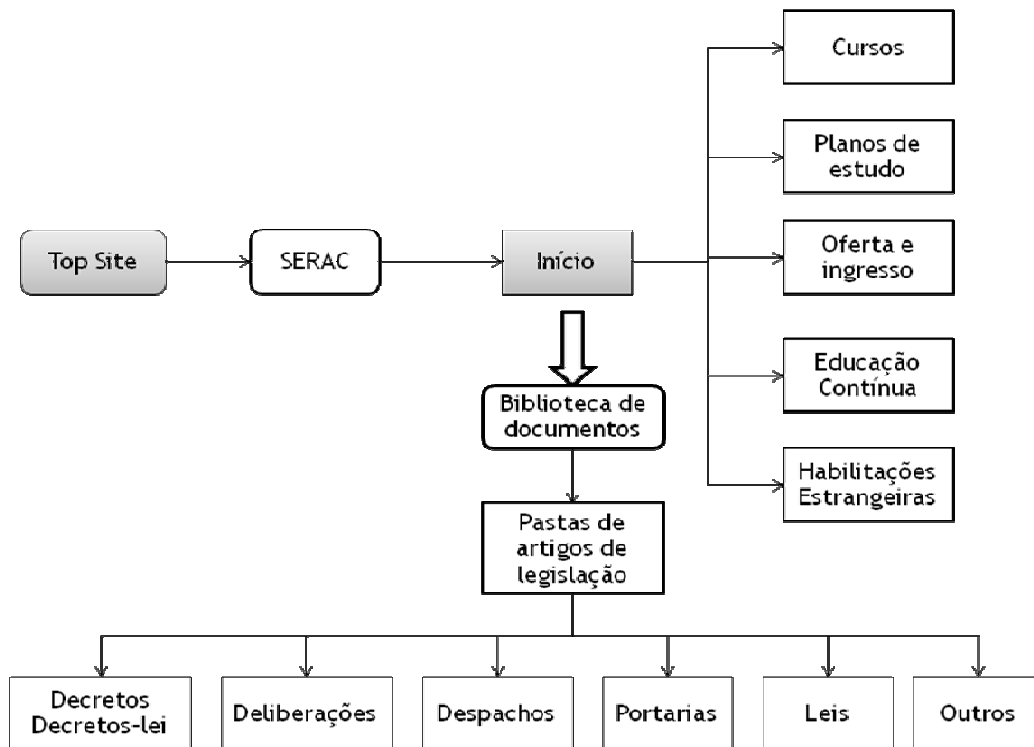 Cursos
Planos de
estudo
Top Site
SERAC
Início
Oferta e
ingresso
Educação
Contínua
Biblioteca de
documentos
Habilitações
Estrangeiras
Pastas de
artigos de
legislação
Decretos
Decretos-lei
Deliberações
Despachos
Portarias
Leis
Outros